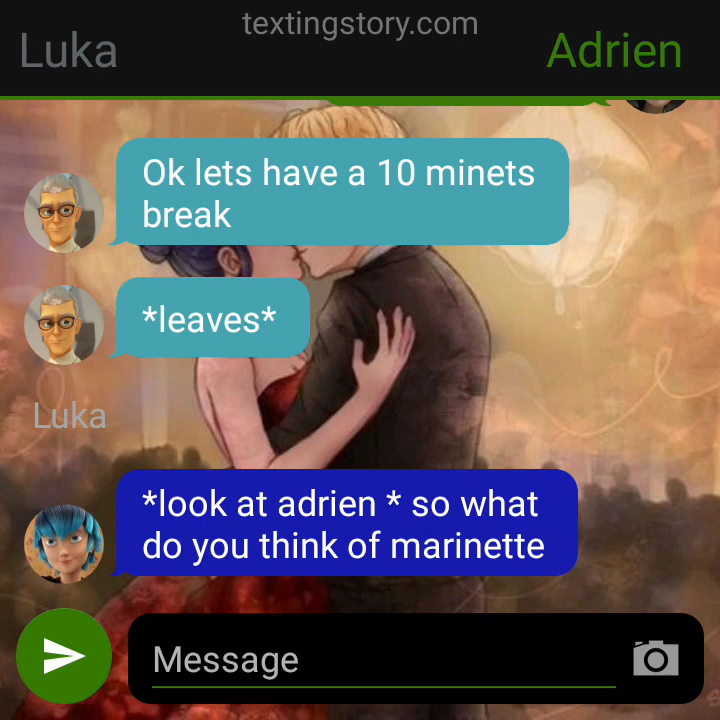 textingstory.com
Luka
Adrien
Ok lets have a 10 minets
break
*leaves*
Luka
*look at adrien * so what
do you think of marinette
Message